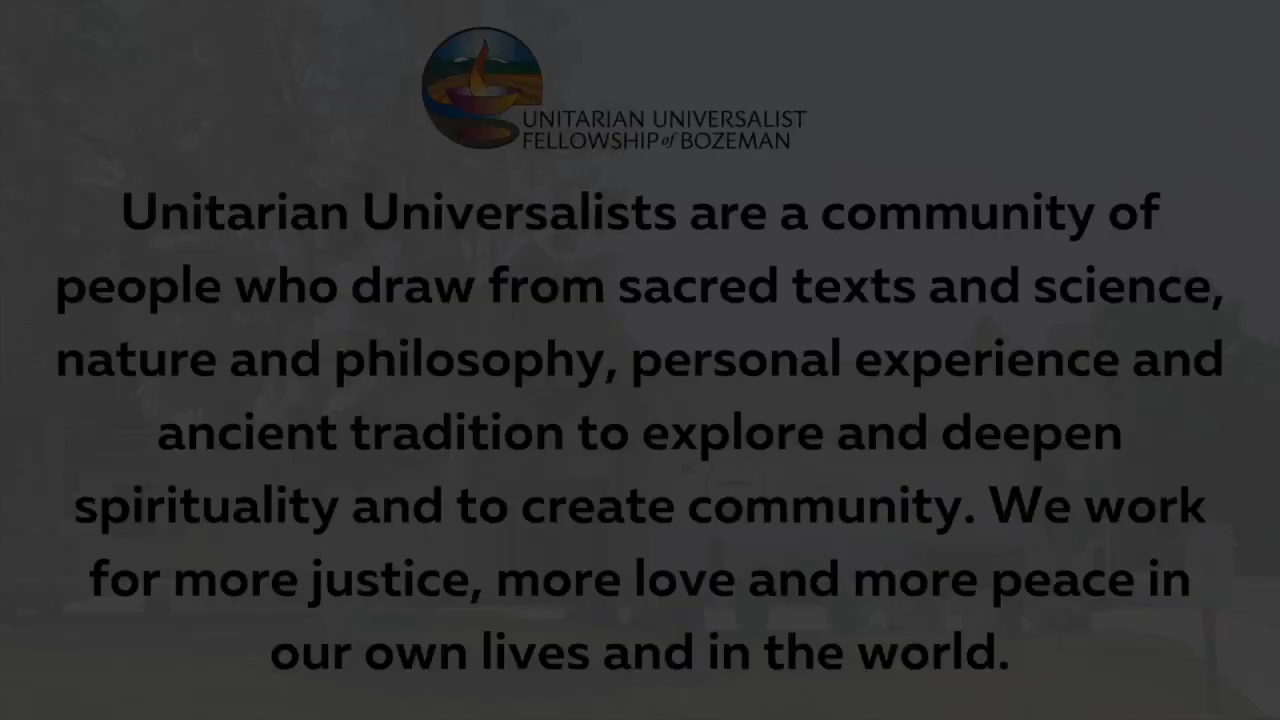 UNITARIAN UNIVERSALIST
FELLOWSHIP of BOZEMAN
Unitarian Universalists are a community of
people who draw from sacred texts and science,
nature and philosophy, personal experience and
ancient tradition to explore and deepen
spirituality and to create community. We work
for more justice, more love and more peace in
our own lives and in the world.